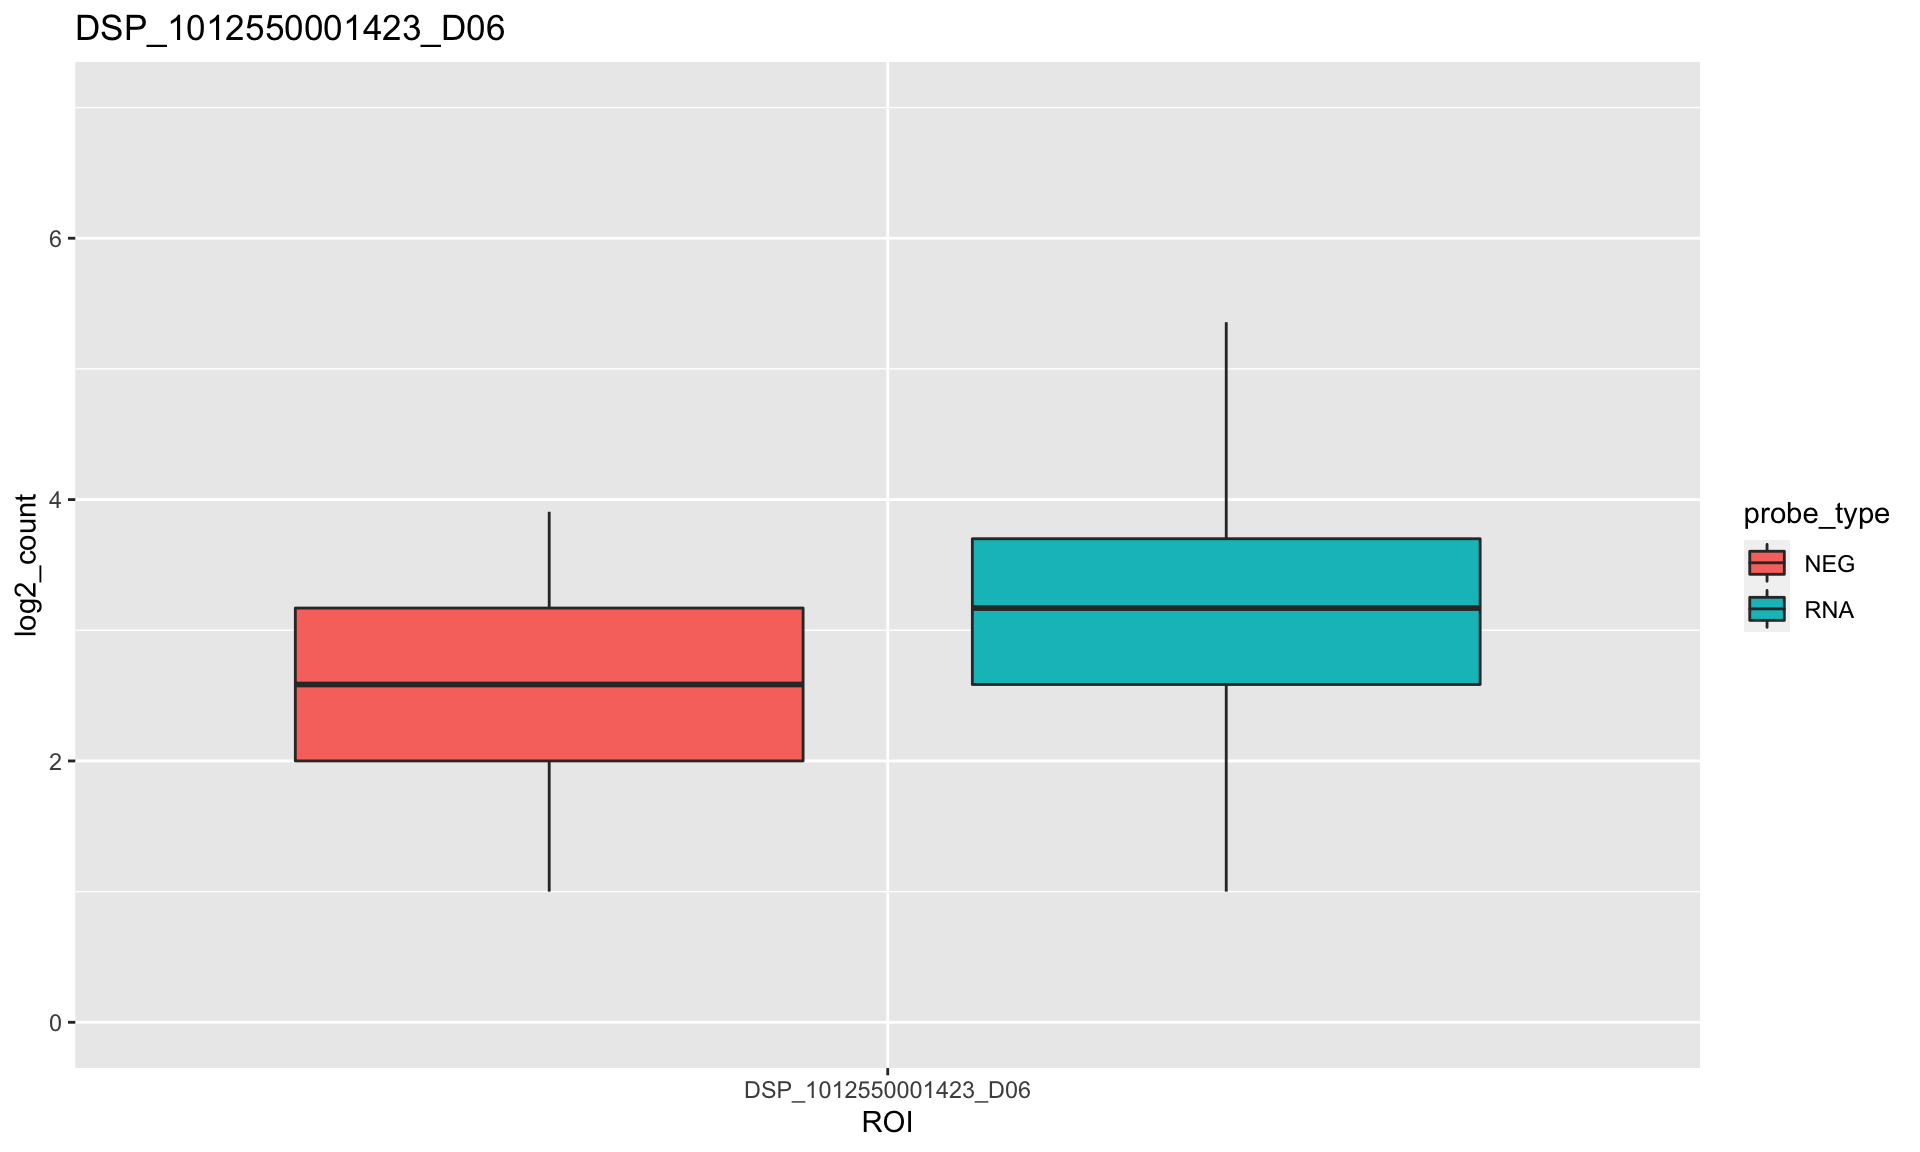 DSP_1012550001423_D06
log2_count
6
4
2
0
DSP_1012550001423_D06
ROI
probe_type
NEG
RNA